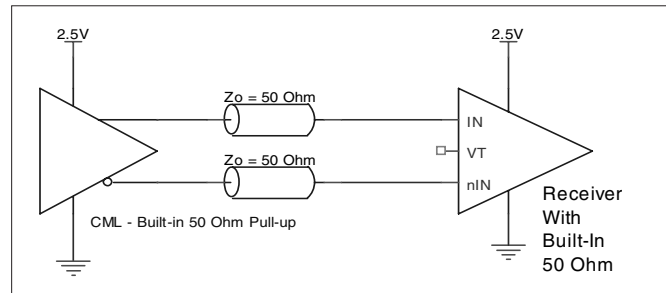 2.5V
2.5V
Zo = 50 Ohm
IN
VT
Zo = 50 Ohm
nIN
CML - Built-in 50 Ohm Pull-up
Receiver
With
Built-In
50 Ohm